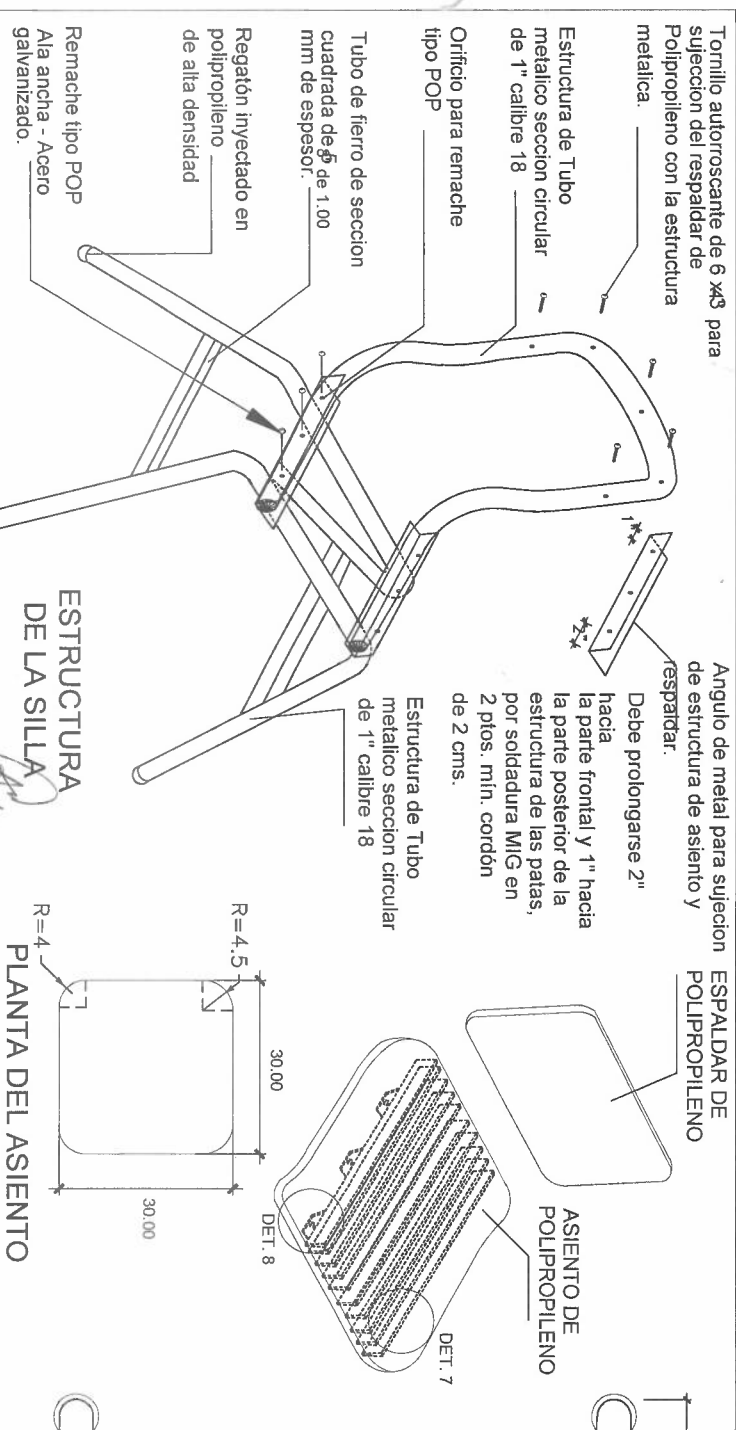 Tornillo autorroscante de 6 x43 para
sujeccion del respaldar de
Polipropileno con la estructura
metalica.
Estructura de Tubo
metalico seccion circular
de 1" calibre 18
Orificio para remache
tipo POP
Tubo de fierro de seccion
cuadrada de de 1.00
mm de espesor.
Regatón inyectado en
polipropileno
de alta densidad
Remache tipo POP
Ala ancha - Acero
galvanizado.
1"
2"
Angulo de metal para sujecion
de estructura de asiento y
respaldar.
Debe prolongarse 2"
hacia
la parte frontal y 1" hacia
la parte posterior de la
estructura de las patas,
por soldadura MIG en
2 ptos. min. cordón
de 2 cms.
Estructura de Tubo
metalico seccion circular
de 1" calibre 18
ESTRUCTURA
DE LA SILLA
ESPALDAR DE
POLIPROPILENO
ASIENTO DE
POLIPROPILENO
DET. 7
DET. 8
R=4.5
R=4
30.00
30.00
PLANTA DEL ASIENTO